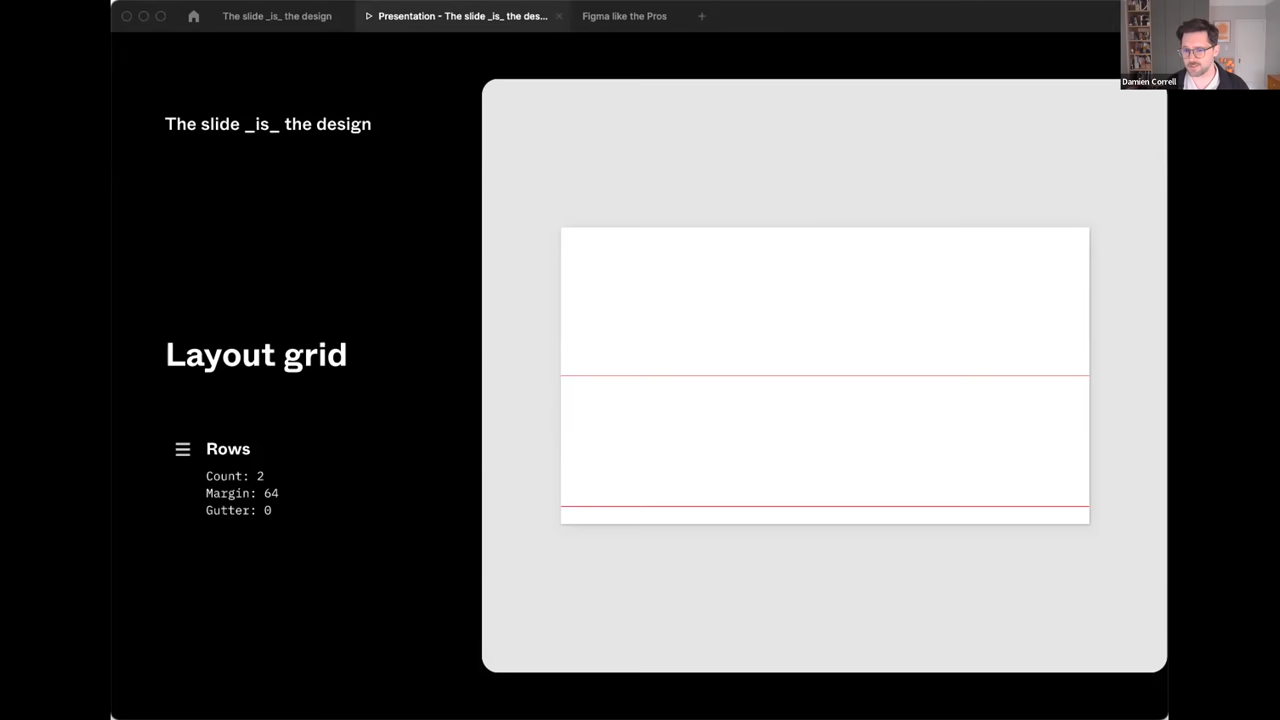 The slide _is_ the design
Presentation - The slide _is_ the des...
Figma like the Pros
Damien Correll
The slide _is_ the design
Layout grid
Rows
Count: 2
Margin: 64
Gutter: 0